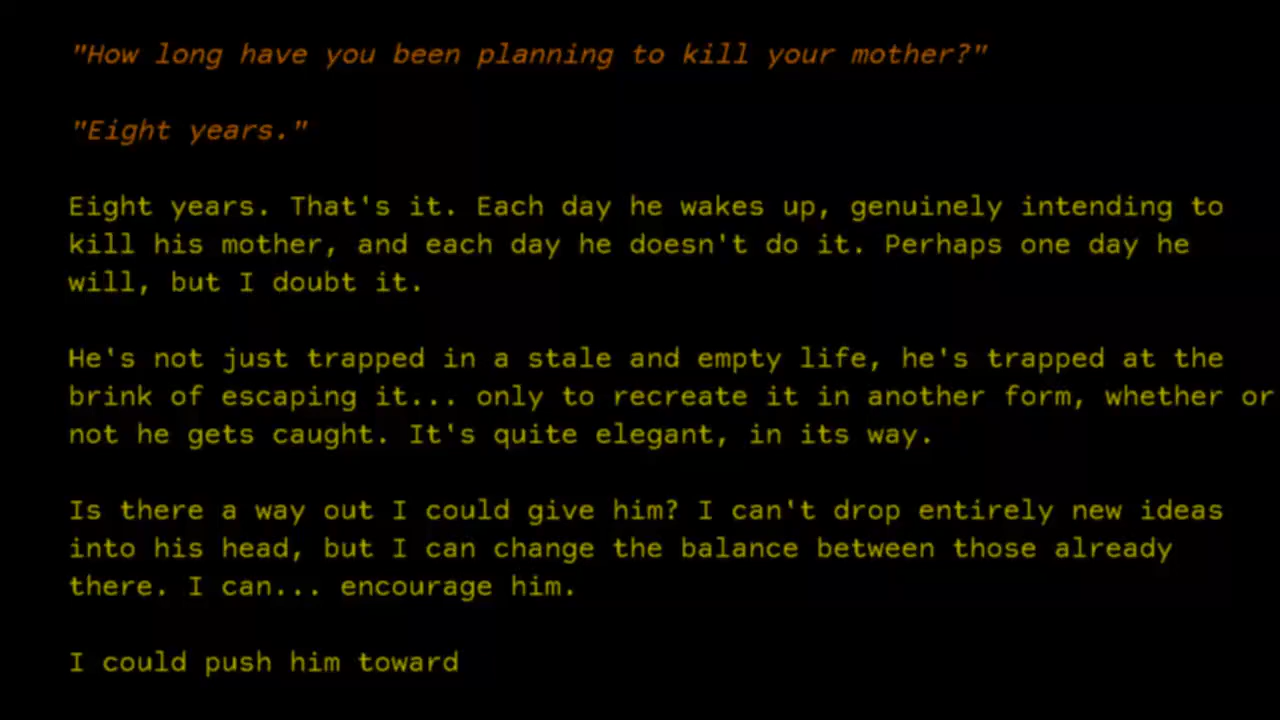 "How long have you been planning to kill your mother?"
"Eight years."
Eight years. That's it. Each day he wakes up, genuinely intending to
kill his mother, and each day he doesn't do it. Perhaps one day he
will, but I doubt it.
He's not just trapped in a stale and empty life, he's trapped at the
brink of escaping it... only to recreate it in another form, whether or
not he gets caught. It's quite elegant, in its way.
Is there a way out I could give him? I can't drop entirely new ideas
into his head, but I can change the balance between those already
there. I can... encourage him.
I could push him toward